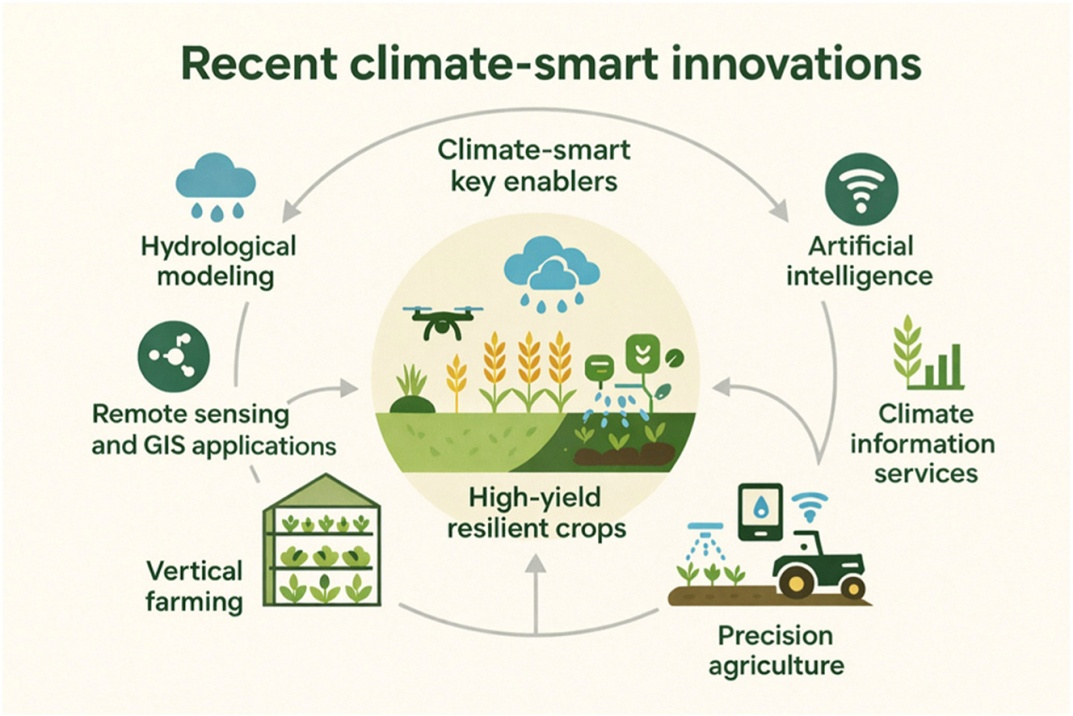 Recent climate-smart innovations
Climate-smart
key enablers
Hydrological
modeling
Artificial
intelligence
Remote sensing
and GIS applications
Climate
information
services
High-yield
resilient crops
Vertical
farming
Precision
agriculture